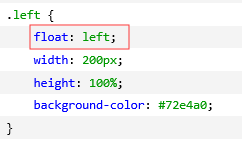 .left {
float: left;
width: 200px;
height: 100%;
background-color: #72e4a0;
}